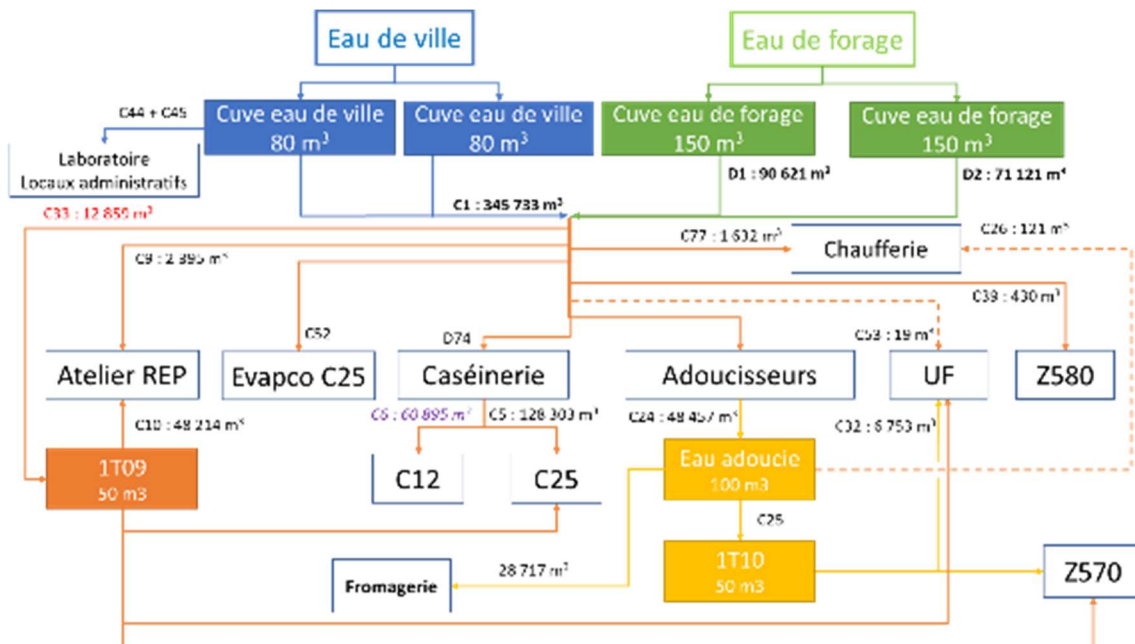 Eau de ville
Eau de forage
C44 + C45
Cuve eau de ville
80 m³
Cuve eau de ville
80 m³
Cuve eau de forage
150 m³
Cuve eau de forage
150 m³
Laboratoire
Locaux administratifs
D1 : 90 621 m³
D2 : 71 121 m³
C33 : 12 859 m³
C1 : 345 733 m³
C77 : 1 632 m³
Chaufferie
C26 : 121 m³
C9 : 2 395 m³
C39 : 430 m³
C52
D74
C53 : 19 m³
Atelier REP
Evapco C25
Caséinerie
Adoucisseurs
UF
Z580
C10 : 48 214 m³
C6 : 60 895 m³
C5 : 128 303 m³
C24 : 48 457 m³
C32 : 6 753 m³
1T09
50 m3
C12
C25
Eau adoucie
100 m3
C25
Fromagerie
28 717 m³
1T10
50 m3
Z570